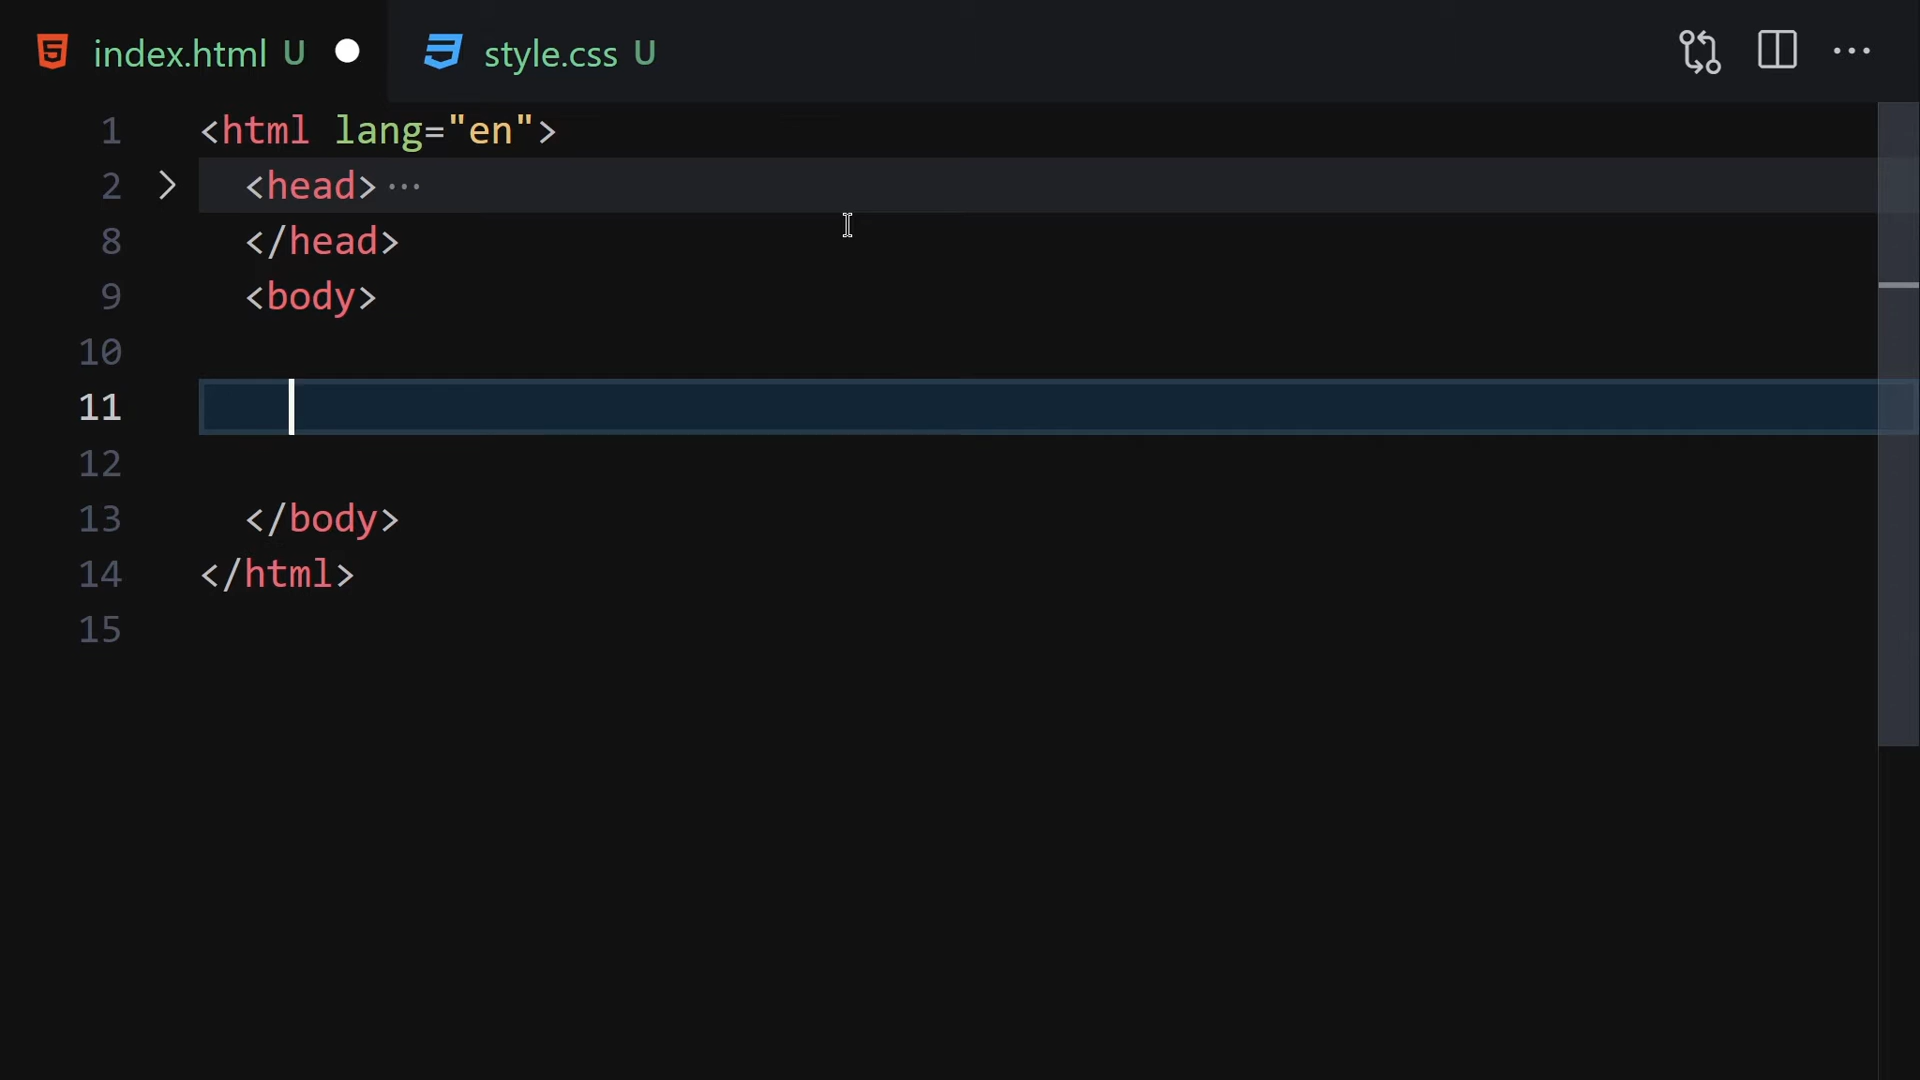 index.html U
style.css U
1 <html lang="en">
2 <head> ...
8 </head>
9 <body>
10
11
12
13 </body>
14 </html>
15